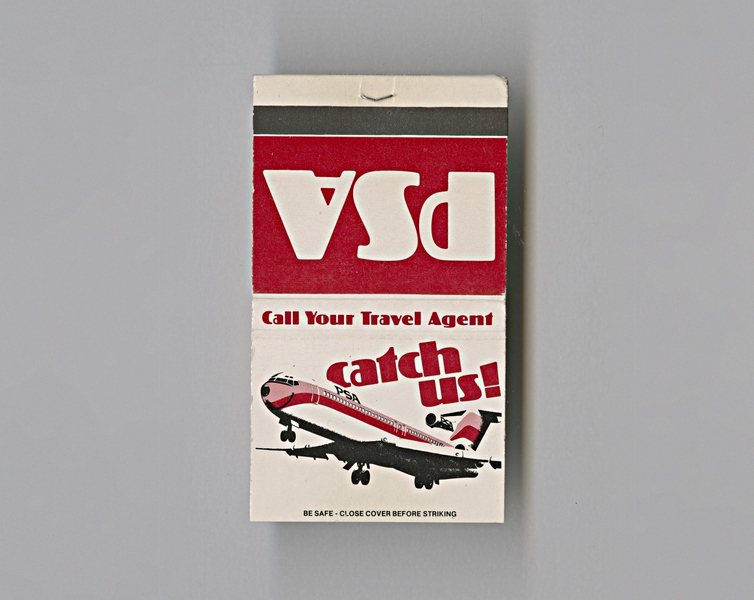 PSA
Call Your Travel Agent
catch
us!
PSA
BE SAFE - CLOSE COVER BEFORE STRIKING